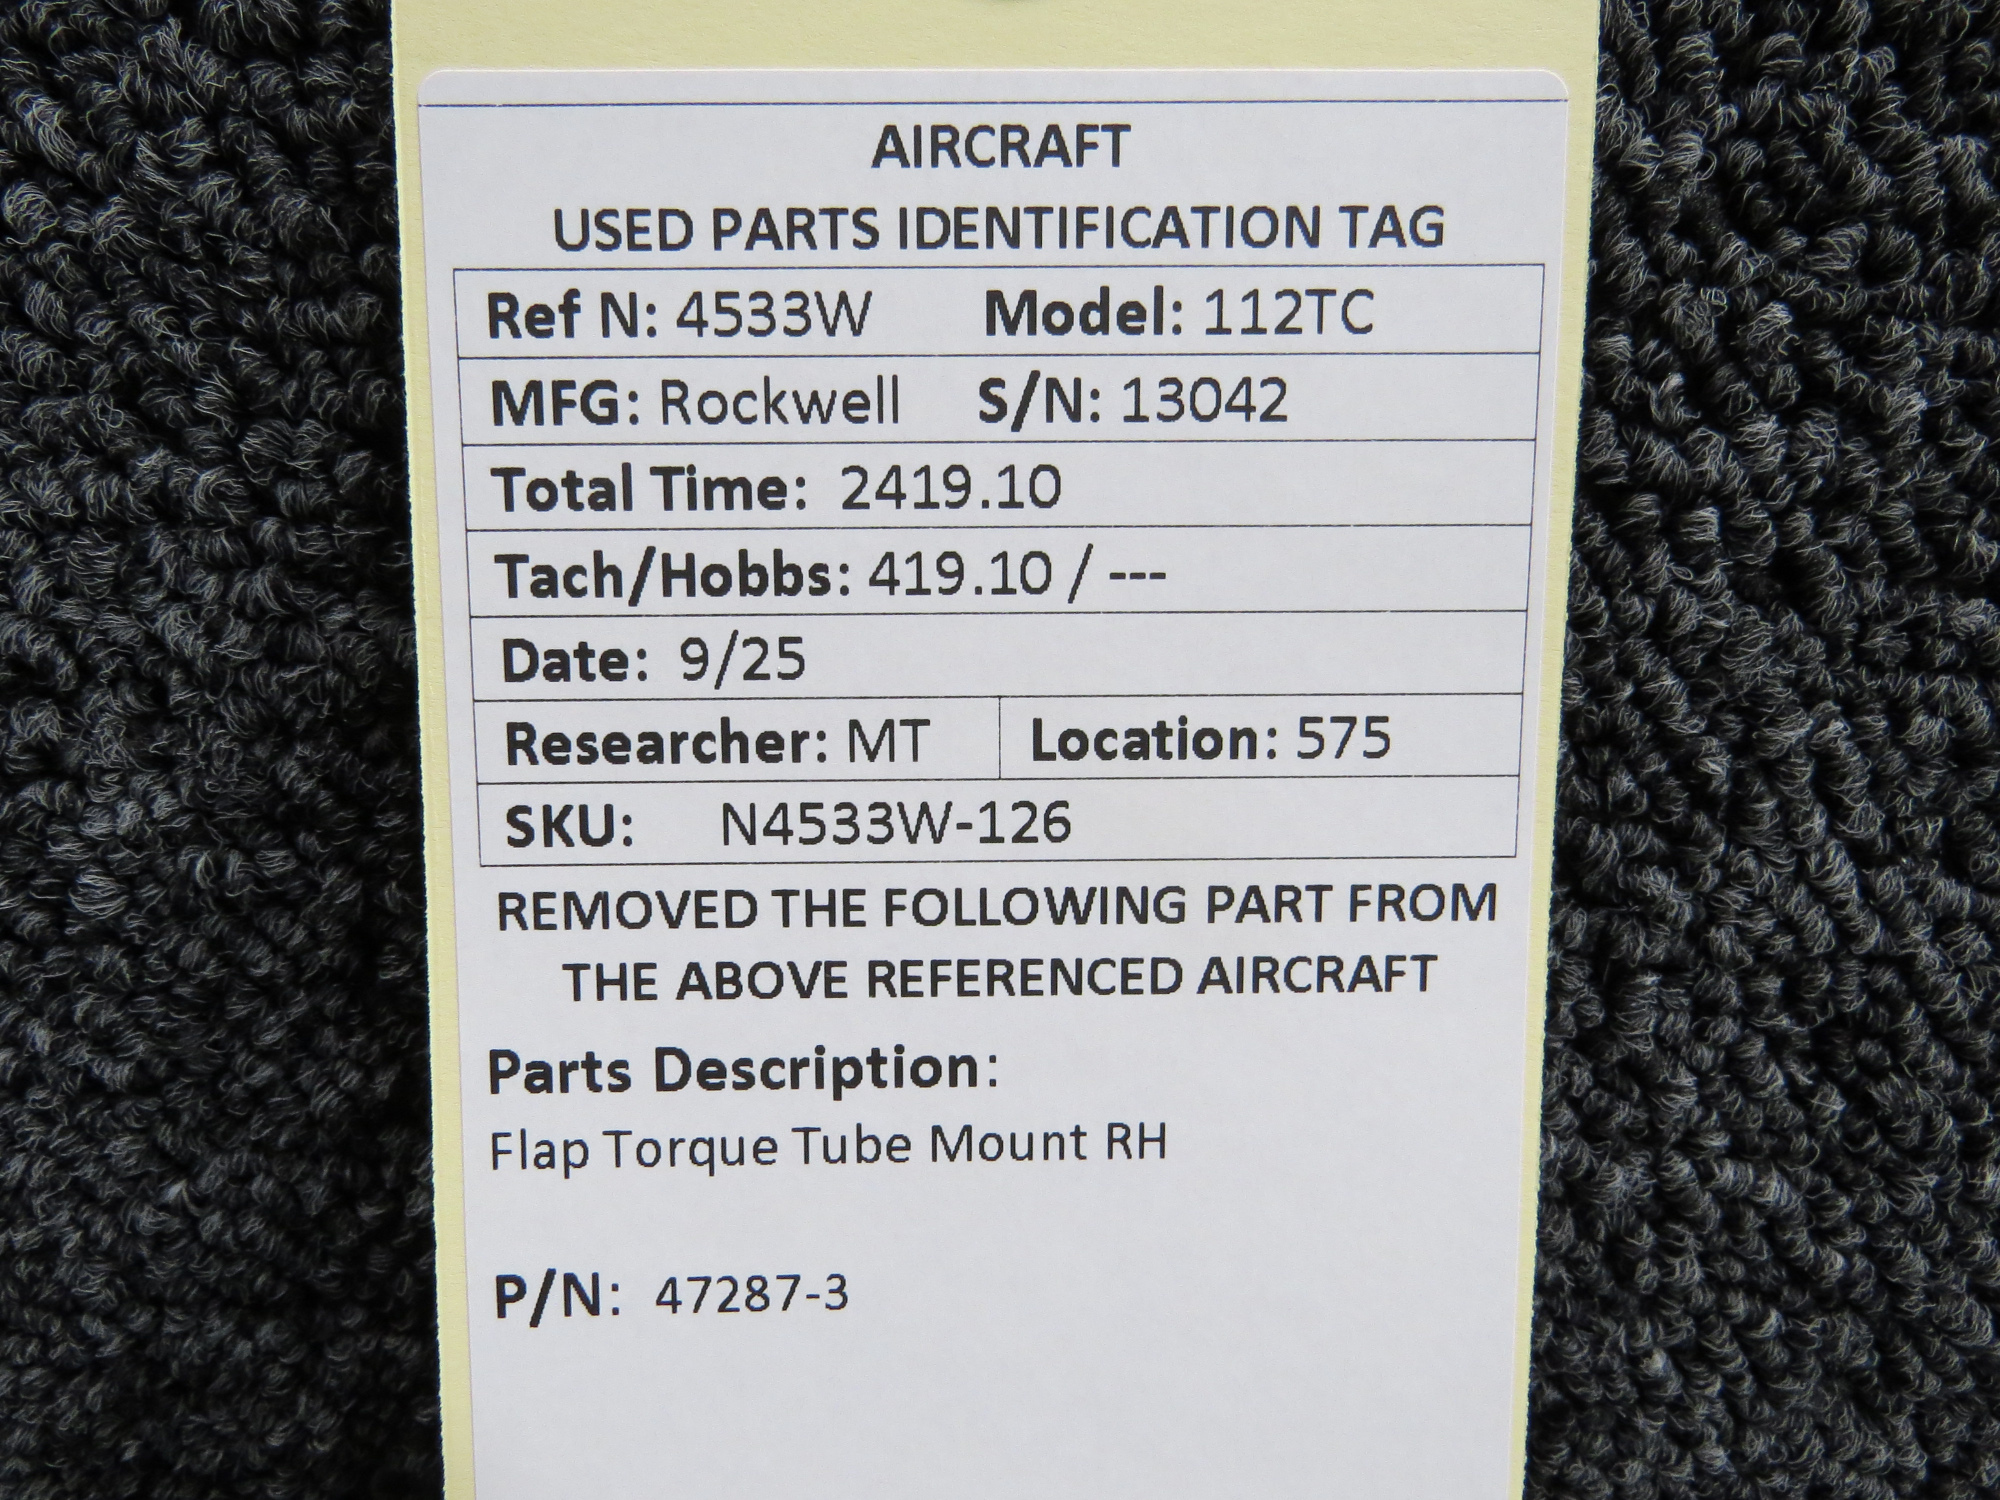 AIRCRAFT
USED PARTS IDENTIFICATION TAG
Ref N: 4533W Model: 112TC
MFG: Rockwell S/N: 13042
Total Time: 2419.10
Tach/Hobbs: 419.10 / ---
Date: 9/25
Researcher: MT Location: 575
SKU: N4533W-126
REMOVED THE FOLLOWING PART FROM
THE ABOVE REFERENCED AIRCRAFT
Parts Description:
Flap Torque Tube Mount RH
P/N: 47287-3